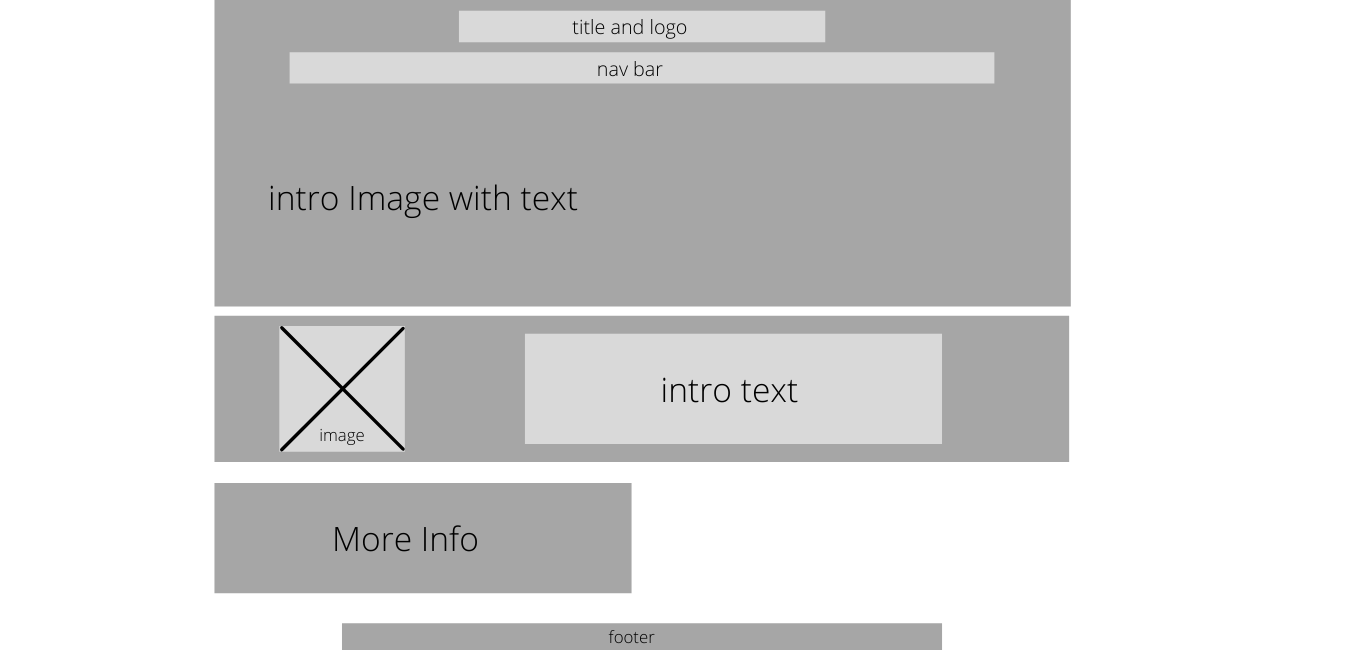 title and logo
nav bar
intro Image with text
image
intro text
More Info
footer